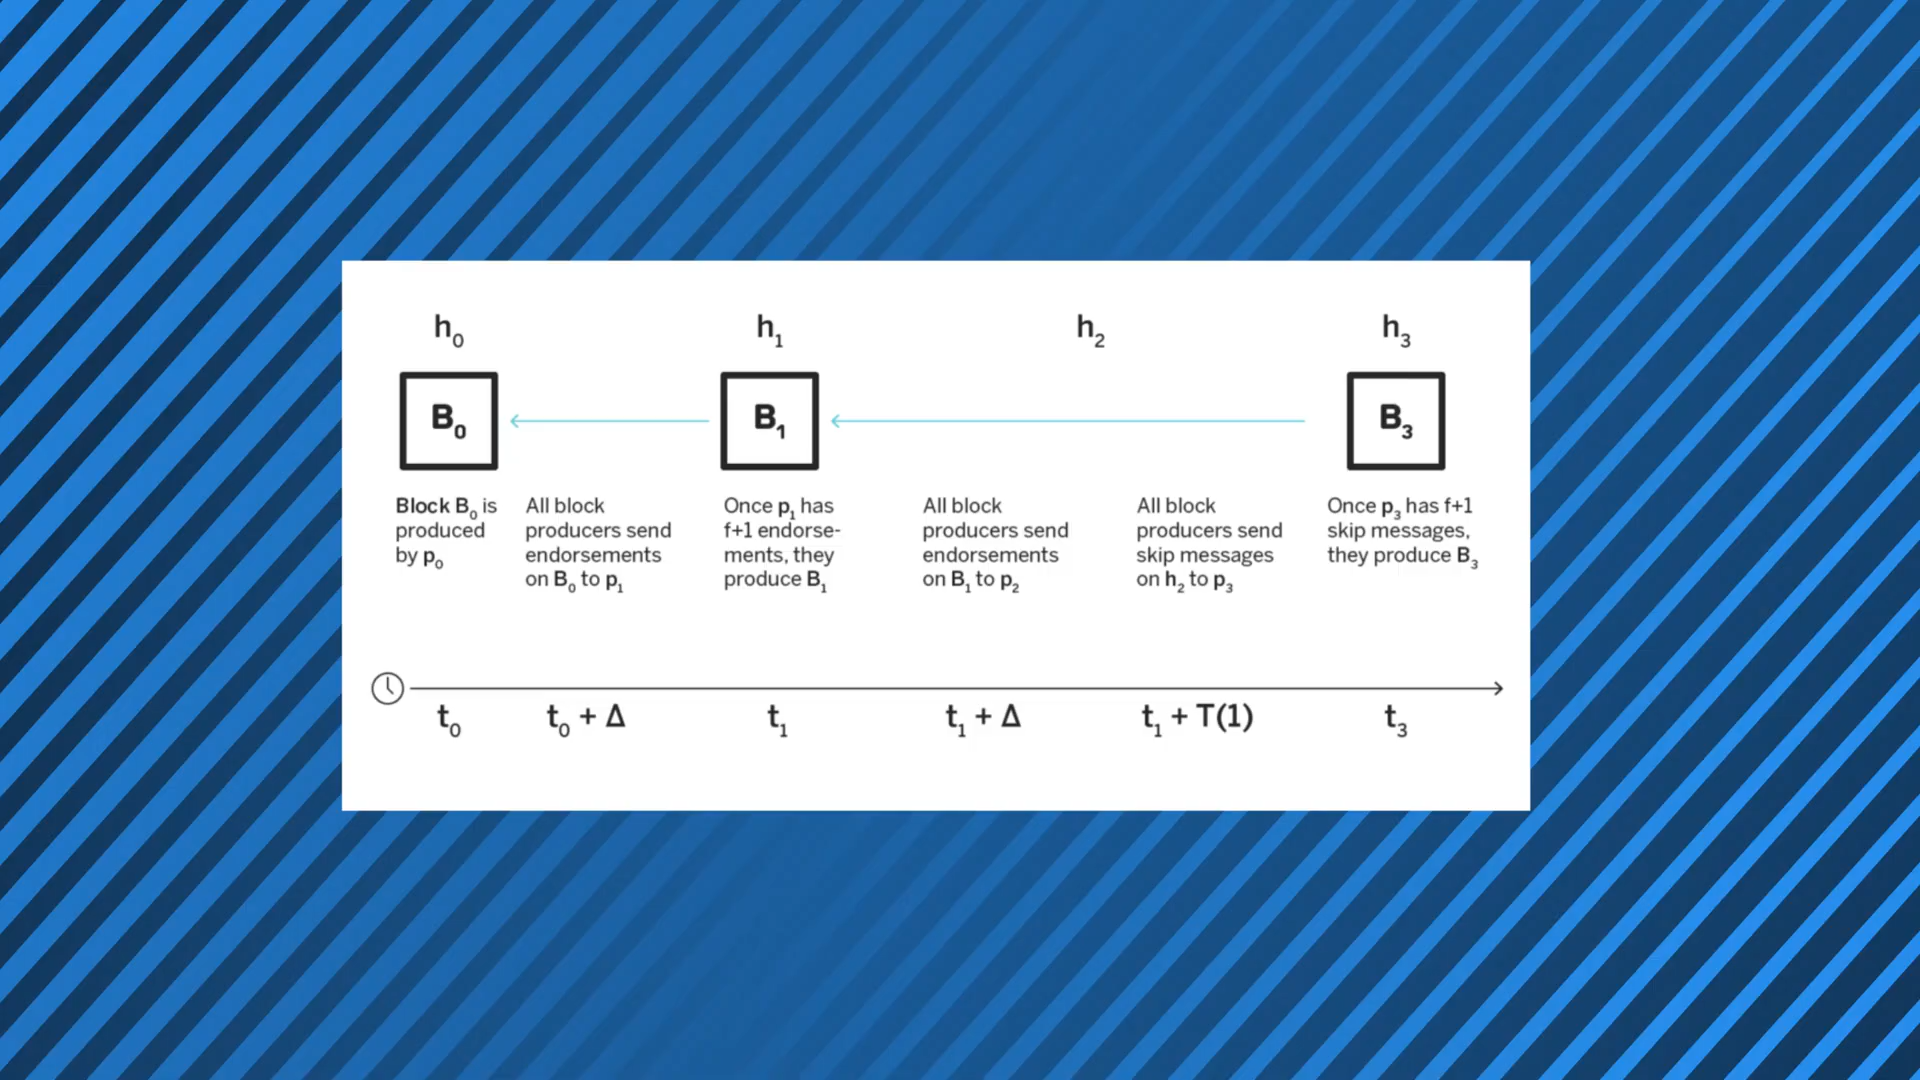 h₀ h₁ h₂ h₃
B₀ B₁ B₃
Block B₀ is
produced
by p₀
All block
producers send
endorsements
on B₀ to p₁
Once p₁ has
f+1 endorse-
ments, they
produce B₁
All block
producers send
endorsements
on B₁ to p₂
All block
producers send
skip messages
on h₂ to p₃
Once p₃ has f+1
skip messages,
they produce B₃
t₀ t₀ + Δ t₁ t₁ + Δ t₁ + T(1) t₃